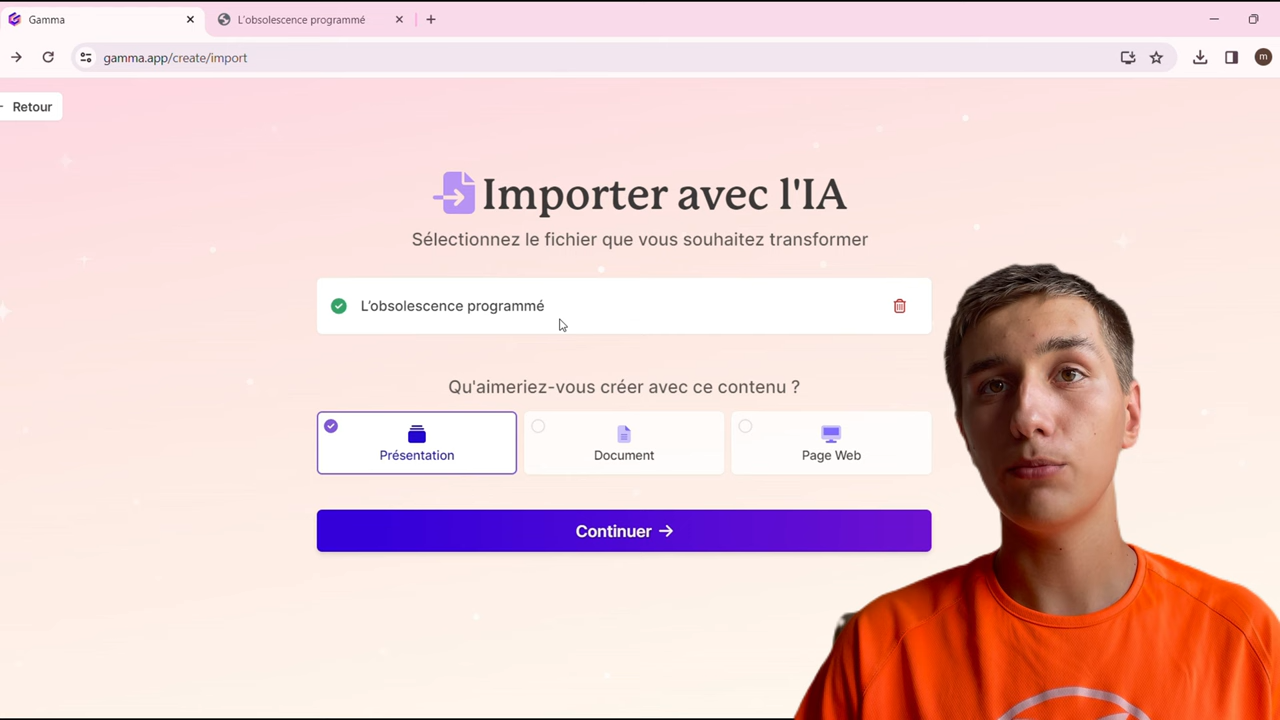 Gamma
L'obsolescence programmé
gamma.app/create/import
m
Retour
Importer avec l'IA
Sélectionnez le fichier que vous souhaitez transformer
L’obsolescence programmé
Qu'aimeriez-vous créer avec ce contenu ?
Présentation
Document
Page Web
Continuer →